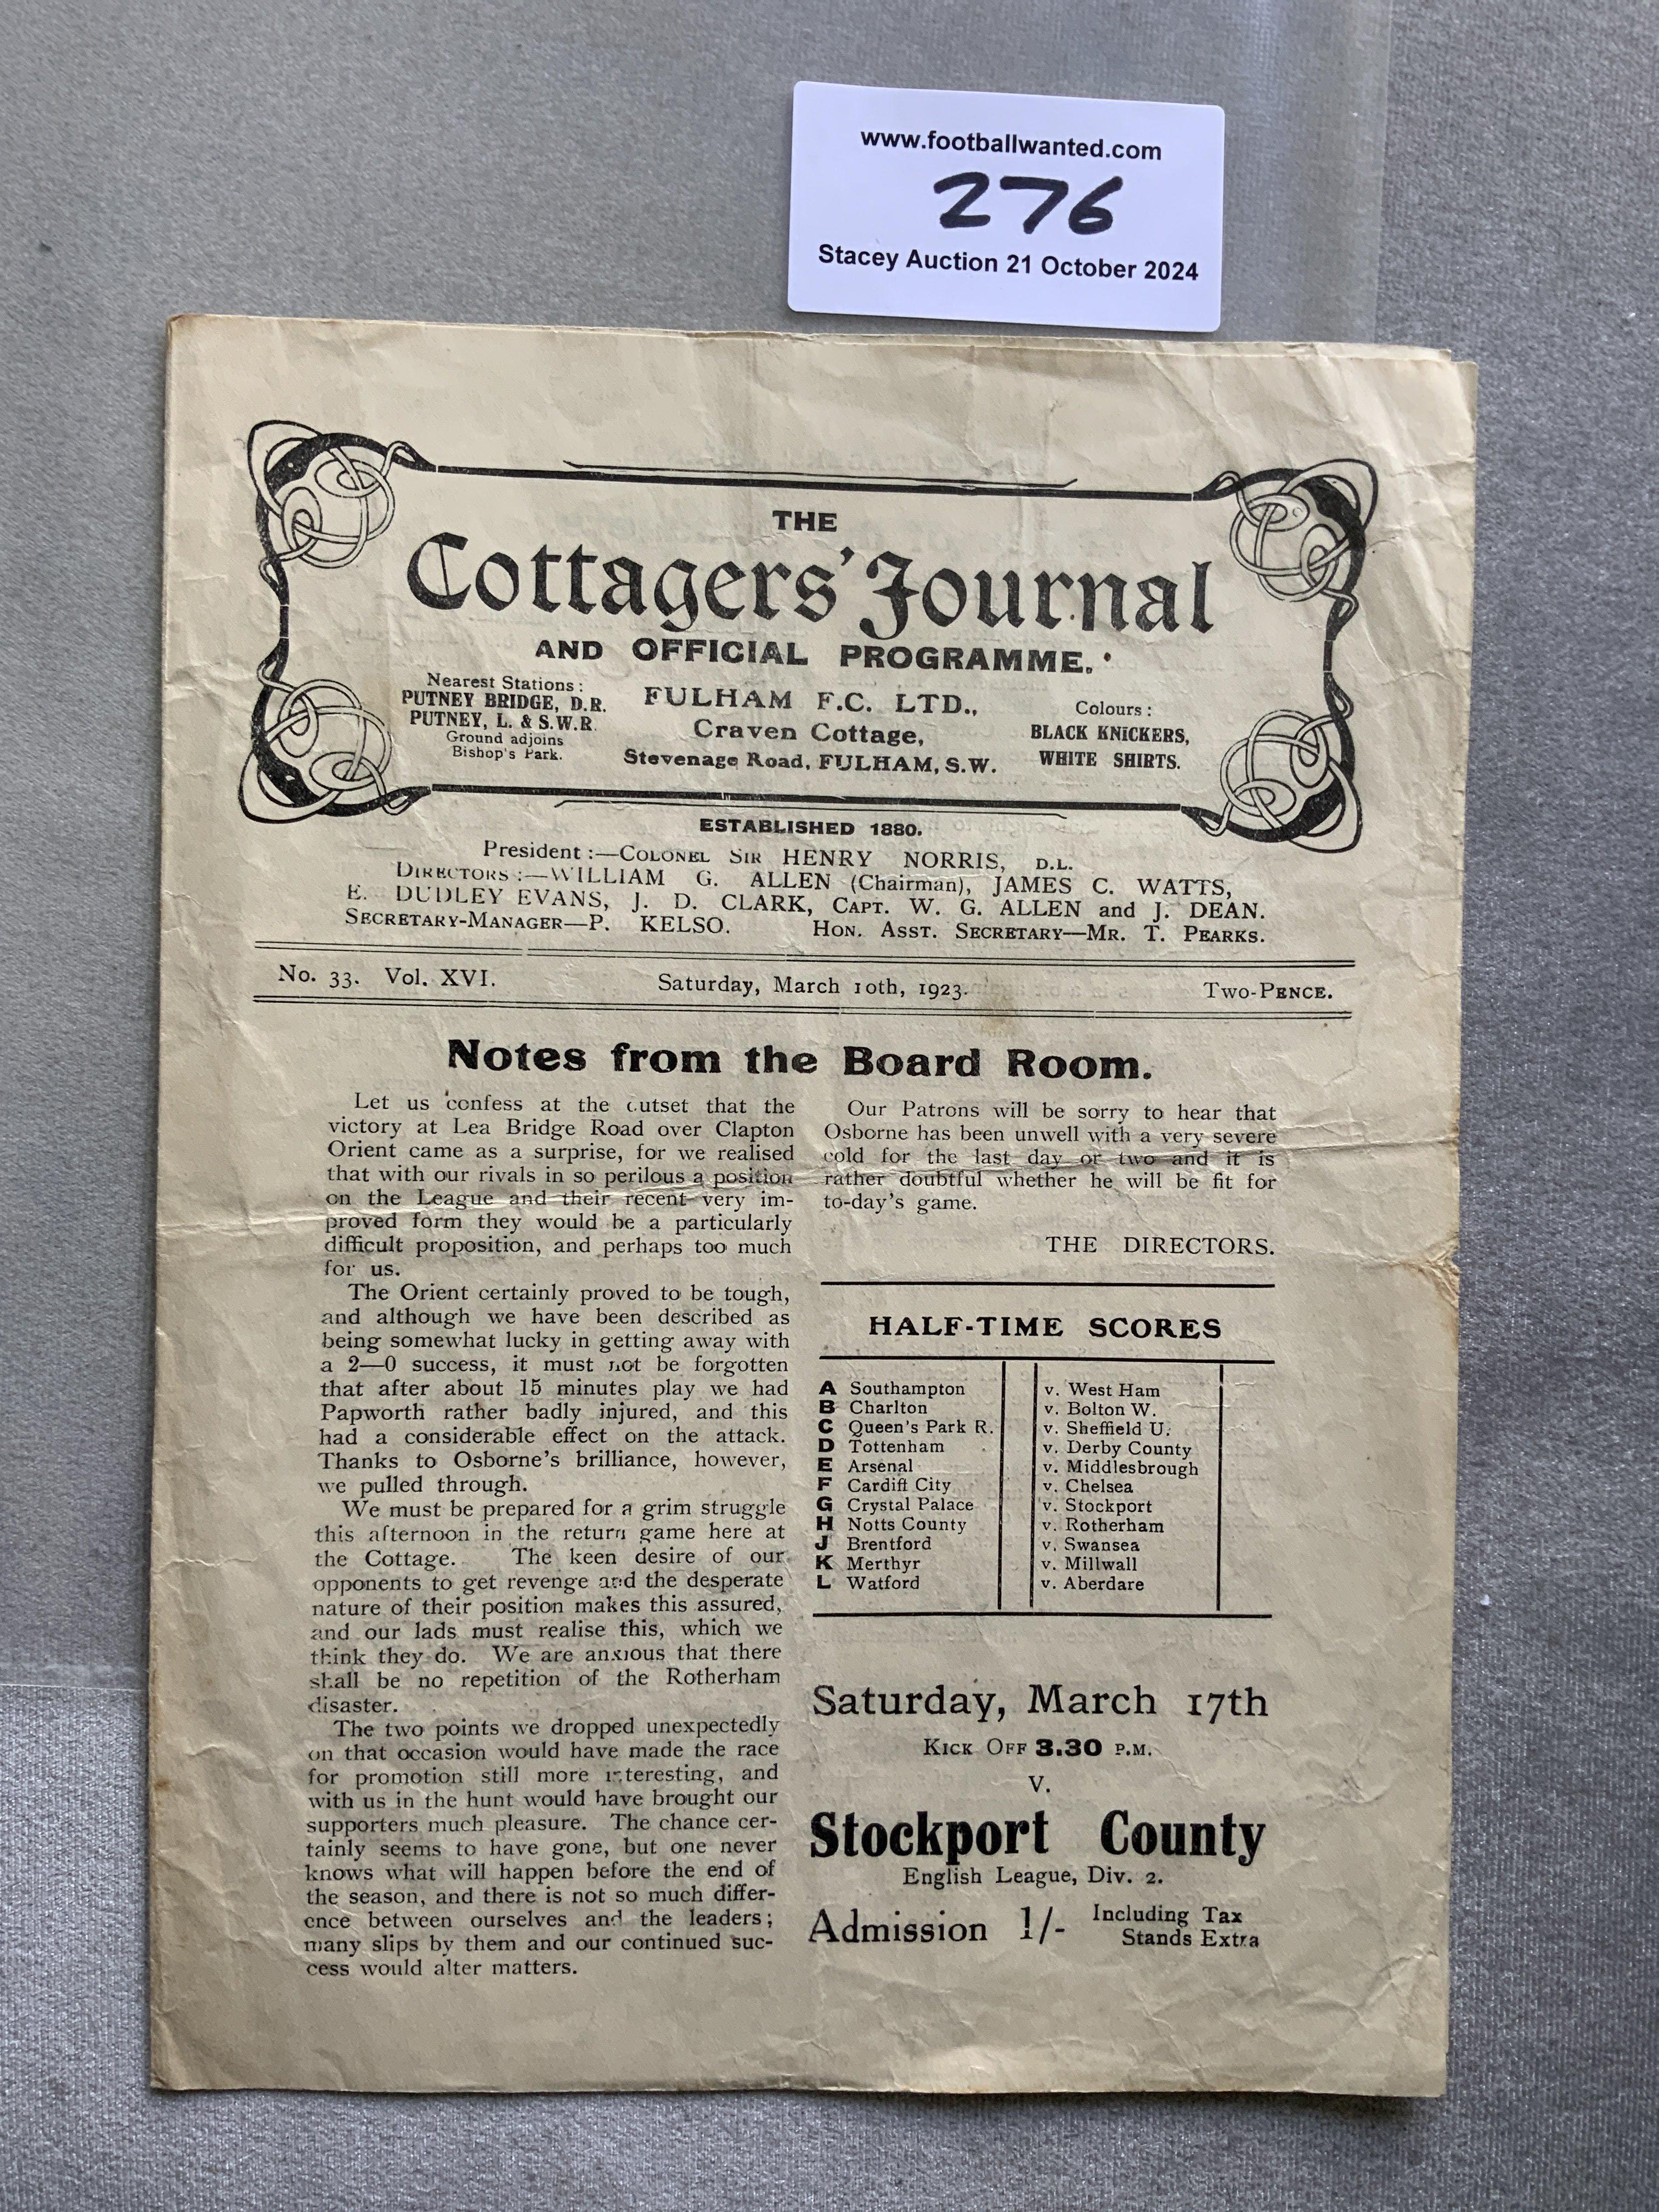 www.footballwanted.com
276
Stacey Auction 21 October 2024
THE
Cottagers' Journal
AND OFFICIAL PROGRAMME.
Nearest Stations:
PUTNEY BRIDGE, D.R.
PUTNEY, L. & S.W.R.
Ground adjoins
Bishop's Park.
FULHAM F.C. LTD.,
Craven Cottage,
Stevenage Road, FULHAM, S.W.
Colours:
BLACK KNICKERS,
WHITE SHIRTS.
ESTABLISHED 1880.
President:—COLONEL SIR HENRY NORRIS, D.L.
DIRECTORS:—WILLIAM G. ALLEN (Chairman), JAMES C. WATTS,
E. DUDLEY EVANS, J. D. CLARK, CAPT. W. G. ALLEN and J. DEAN.
SECRETARY-MANAGER—P. KELSO. HON. ASST. SECRETARY—MR. T. PEARKS.
No. 33. Vol. XVI. Saturday, March 10th, 1923. TWO-PENCE.
Notes from the Board Room.
Let us confess at the outset that the
victory at Lea Bridge Road over Clapton
Orient came as a surprise, for we realised
that with our rivals in so perilous a position
on the League and their recent very im-
proved form they would be a particularly
difficult proposition, and perhaps too much
for us.
The Orient certainly proved to be tough,
and although we have been described as
being somewhat lucky in getting away with
a 2—0 success, it must not be forgotten
that after about 15 minutes play we had
Papworth rather badly injured, and this
had a considerable effect on the attack.
Thanks to Osborne's brilliance, however,
we pulled through.
We must be prepared for a grim struggle
this afternoon in the return game here at
the Cottage. The keen desire of our
opponents to get revenge and the desperate
nature of their position makes this assured,
and our lads must realise this, which we
think they do. We are anxious that there
shall be no repetition of the Rotherham
disaster.
The two points we dropped unexpectedly
on that occasion would have made the race
for promotion still more interesting, and
with us in the hunt would have brought our
supporters much pleasure. The chance cer-
tainly seems to have gone, but one never
knows what will happen before the end of
the season, and there is not so much differ-
ence between ourselves and the leaders;
many slips by them and our continued suc-
cess would alter matters.
Our Patrons will be sorry to hear that
Osborne has been unwell with a very severe
cold for the last day or two and it is
rather doubtful whether he will be fit for
to-day's game.
THE DIRECTORS.
HALF-TIME SCORES
A Southampton v. West Ham
B Charlton v. Bolton W.
C Queen's Park R. v. Sheffield U.
D Tottenham v. Derby County
E Arsenal v. Middlesbrough
F Cardiff City v. Chelsea
G Crystal Palace v. Stockport
H Notts County v. Rotherham
J Brentford v. Swansea
K Merthyr v. Millwall
L Watford v. Aberdare
Saturday, March 17th
KICK OFF 3.30 P.M.
V.
Stockport County
English League, Div. 2.
Admission 1/- Including Tax
Stands Extra